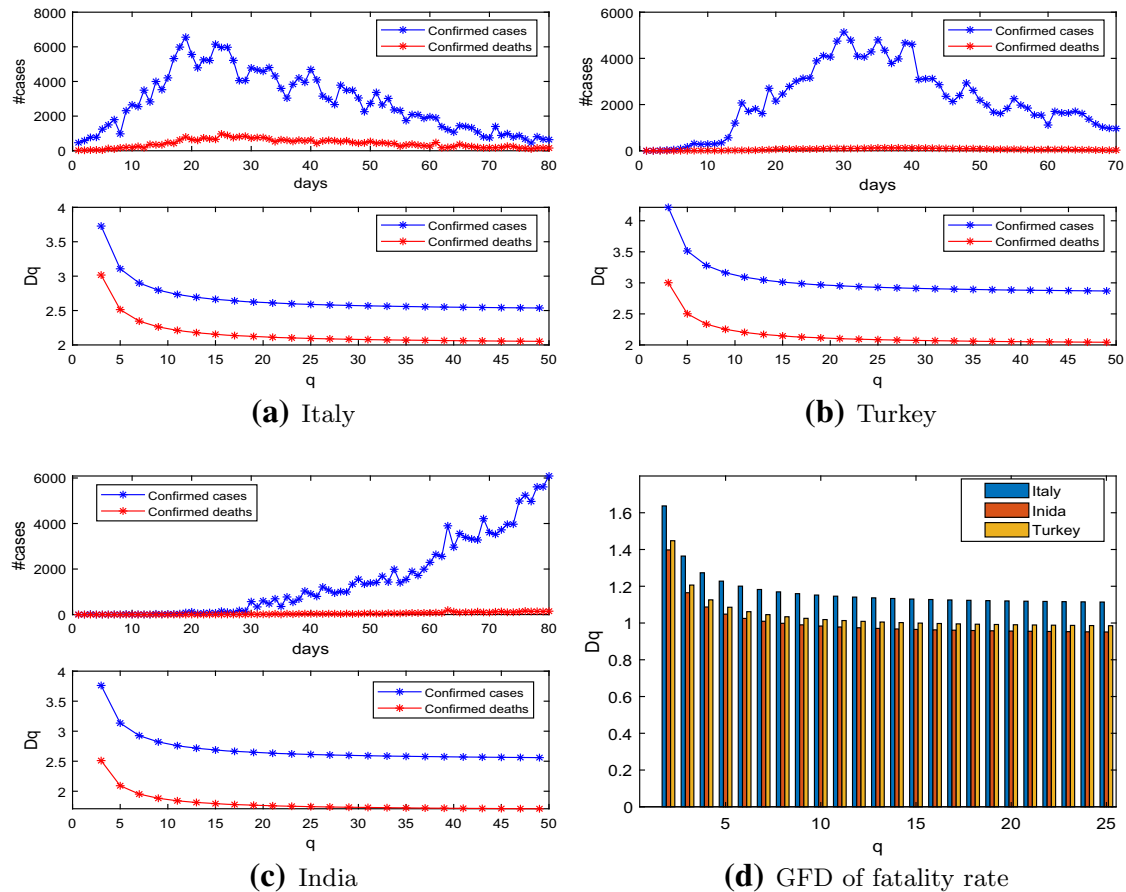 8000
6000
4000
2000
0
#cases
Confirmed cases
Confirmed deaths
0 10 20 30 40 50 60 70 80
days
4
3.5
3
2.5
2
Dq
Confirmed cases
Confirmed deaths
0 5 10 15 20 25 30 35 40 45 50
q
(a) Italy
6000
4000
2000
0
#cases
Confirmed cases
Confirmed deaths
0 10 20 30 40 50 60 70
days
4
3.5
3
2.5
2
Dq
Confirmed cases
Confirmed deaths
0 5 10 15 20 25 30 35 40 45 50
q
(b) Turkey
6000
4000
2000
0
#cases
Confirmed cases
Confirmed deaths
0 10 20 30 40 50 60 70 80
days
4
3.5
3
2.5
2
Dq
Confirmed cases
Confirmed deaths
0 5 10 15 20 25 30 35 40 45 50
q
(c) India
1.6
1.4
1.2
1
0.8
0.6
0.4
0.2
0
Dq
Italy
Inida
Turkey
5 10 15 20 25
q
(d) GFD of fatality rate